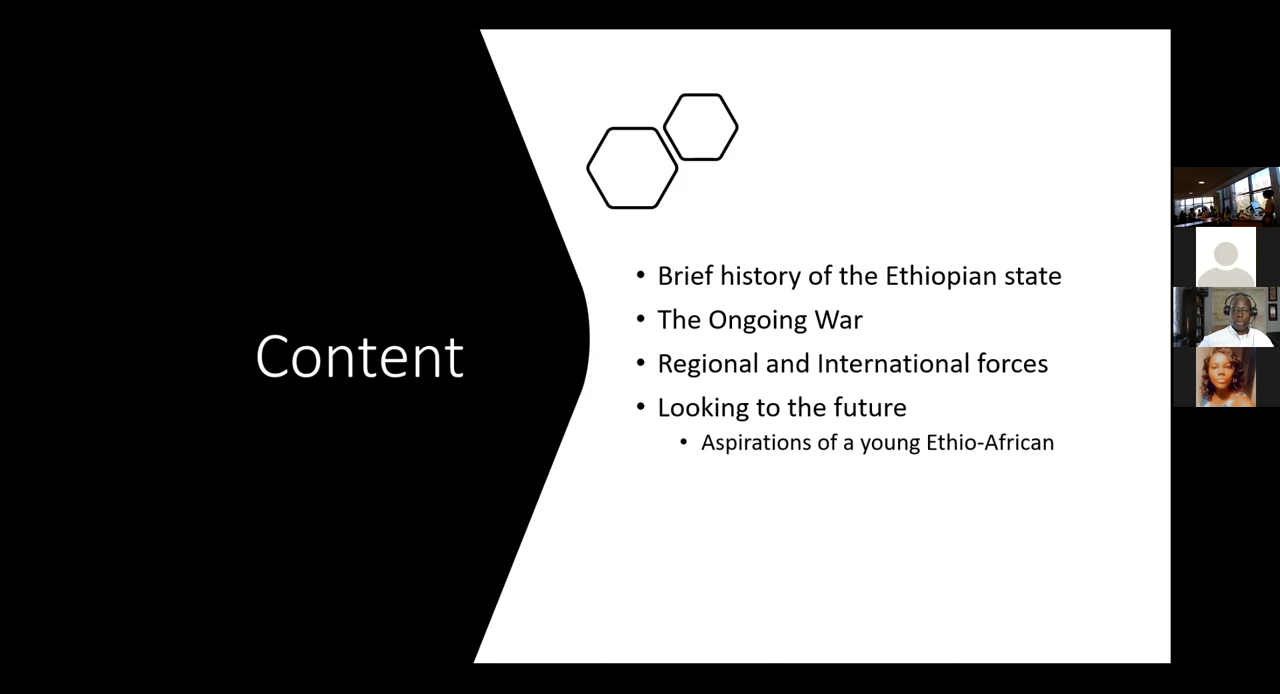 Content
• Brief history of the Ethiopian state
• The Ongoing War
• Regional and International forces
• Looking to the future
• Aspirations of a young Ethio-African